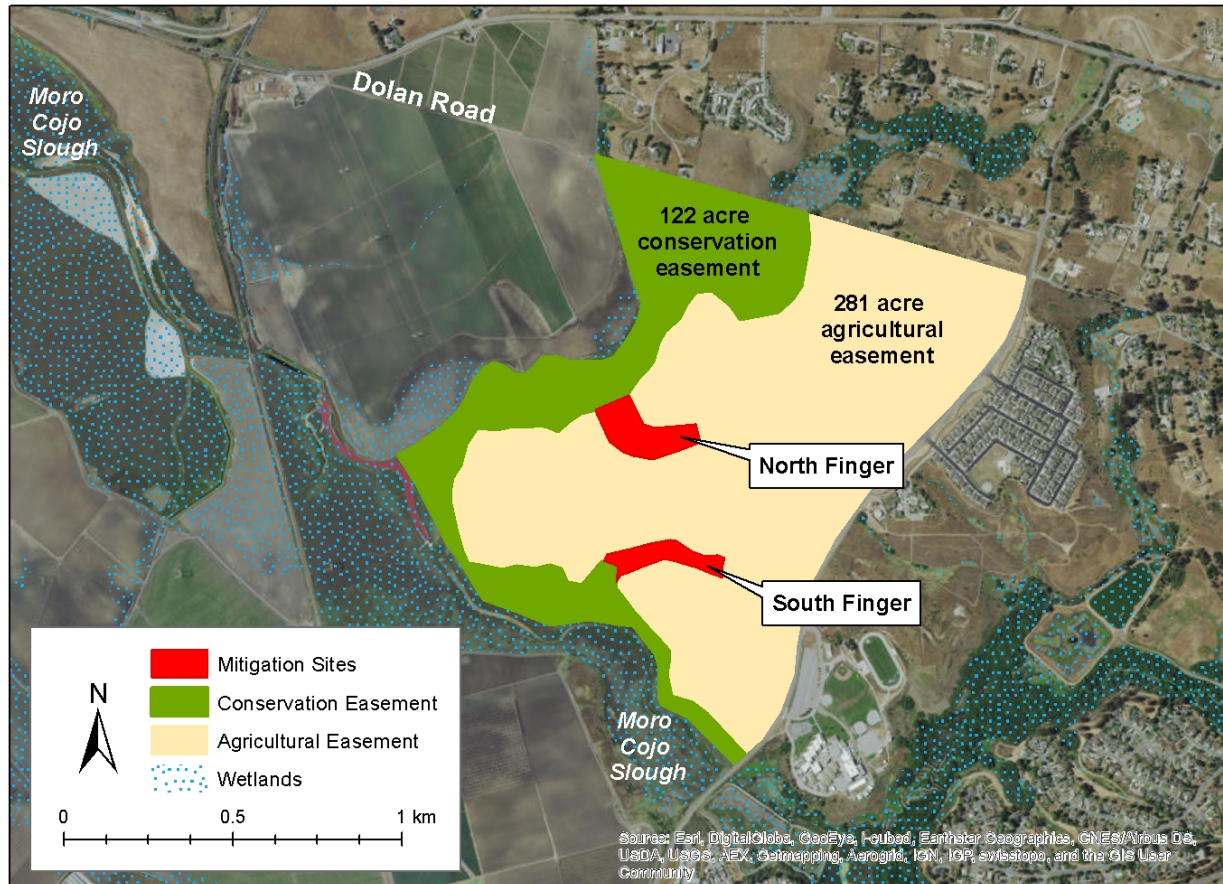 Moro
Cojo
Slough
Dolan Road
122 acre
conservation
easement
281 acre
agricultural
easement
North Finger
South Finger
Moro
Cojo
Slough
N
Mitigation Sites
Conservation Easement
Agricultural Easement
Wetlands
0 0.5 1 km
Source: Esri, DigitalGlobe, GeoEye, i-cubed, Earthstar Geographics, CNES/Airbus DS,
USDA, USGS, AEX, Getmapping, Aerogrid, IGN, IGP, swisstopo, and the GIS User
Community